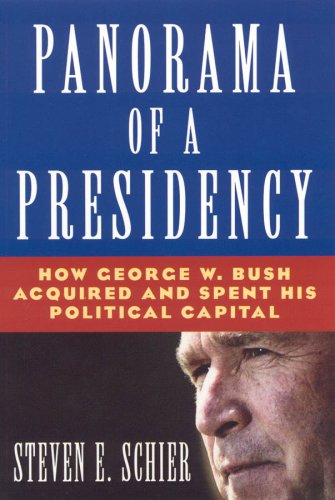 PANORAMA
OF A
PRESIDENCY
HOW GEORGE W. BUSH
ACQUIRED AND SPENT HIS
POLITICAL CAPITAL
STEVEN E. SCHIER